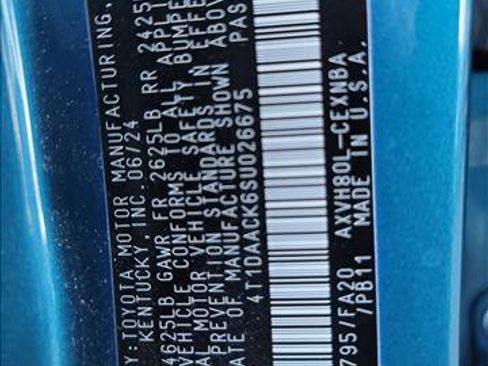 Y: TOYOTA MOTOR MANUFACTURING,
KENTUCKY, INC. 06/24
4625LB GAWR FR 2625LB RR 2425
VEHICLE CONFORMS TO ALL APPLI
AL MOTOR VEHICLE SAFETY BUMPE
PREVENTION STANDARDS IN EFFE
ATE OF MANUFACTURE SHOWN ABOV
4T1DAACK6SU026675 PAS
795/FA20 AXVH80L-CEXNBA
/PB11 MADE IN U.S.A.